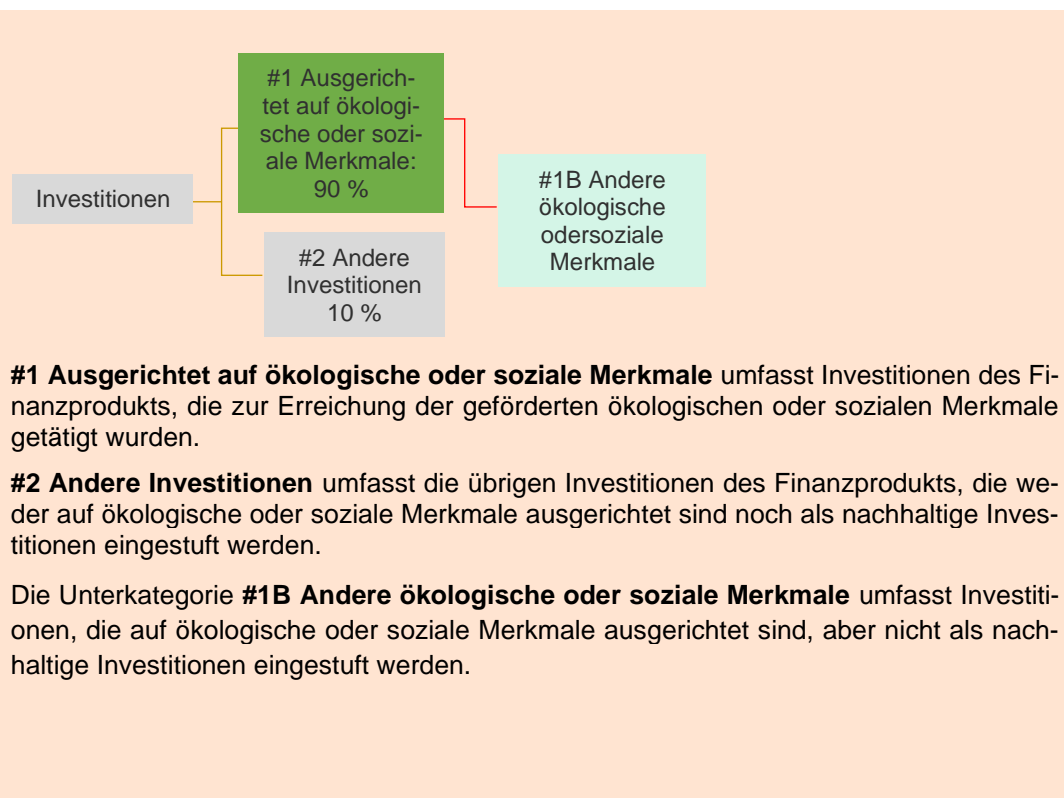 #1 Ausgerich-
tet auf ökologi-
sche oder sozi-
ale Merkmale:
90 %
Investitionen
#1B Andere
ökologische
odersoziale
Merkmale
#2 Andere
Investitionen
10 %
#1 Ausgerichtet auf ökologische oder soziale Merkmale umfasst Investitionen des Fi-
nanzprodukts, die zur Erreichung der geförderten ökologischen oder sozialen Merkmale
getätigt wurden.
#2 Andere Investitionen umfasst die übrigen Investitionen des Finanzprodukts, die we-
der auf ökologische oder soziale Merkmale ausgerichtet sind noch als nachhaltige Inves-
titionen eingestuft werden.
Die Unterkategorie #1B Andere ökologische oder soziale Merkmale umfasst Investiti-
onen, die auf ökologische oder soziale Merkmale ausgerichtet sind, aber nicht als nach-
haltige Investitionen eingestuft werden.